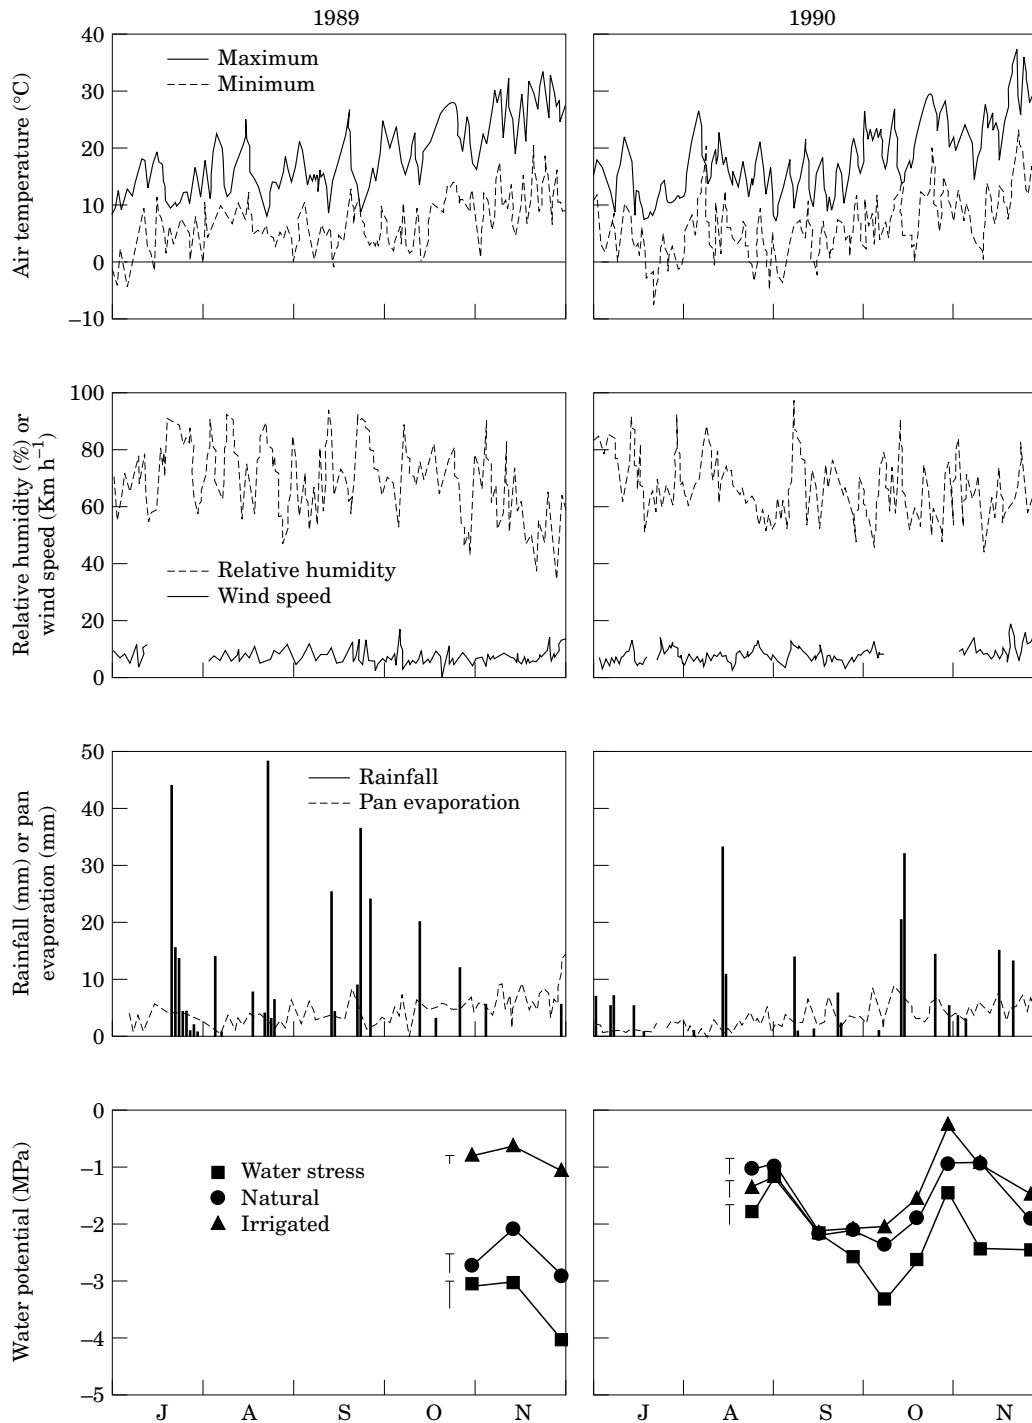 1989
1990
Air temperature (°C)
40
30
20
10
0
–10
Maximum
Minimum
Relative humidity (%) or
wind speed (Km h–1)
100
80
60
40
20
0
Relative humidity
Wind speed
Rainfall (mm) or pan
evaporation (mm)
50
40
30
20
10
0
Rainfall
Pan evaporation
Water potential (MPa)
0
–1
–2
–3
–4
–5
Water stress
Natural
Irrigated
J A S O N
J A S O N